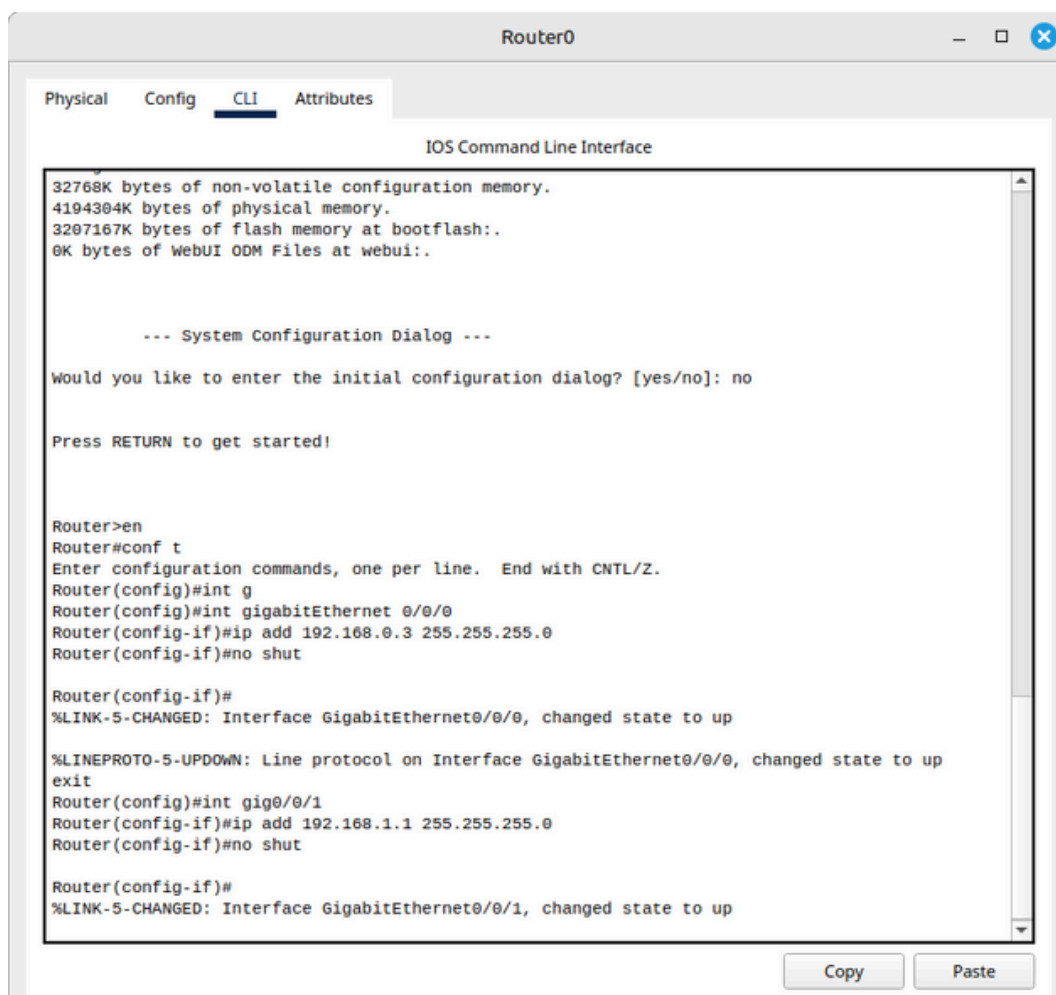 Router0
Physical Config CLI Attributes
IOS Command Line Interface
32768K bytes of non-volatile configuration memory.
4194304K bytes of physical memory.
3207167K bytes of flash memory at bootflash:.
0K bytes of WebUI ODM Files at webui:.
--- System Configuration Dialog ---
Would you like to enter the initial configuration dialog? [yes/no]: no
Press RETURN to get started!
Router>en
Router#conf t
Enter configuration commands, one per line.  End with CNTL/Z.
Router(config)#int g
Router(config)#int gigabitEthernet 0/0/0
Router(config-if)#ip add 192.168.0.3 255.255.255.0
Router(config-if)#no shut
Router(config-if)#
%LINK-5-CHANGED: Interface GigabitEthernet0/0/0, changed state to up
%LINEPROTO-5-UPDOWN: Line protocol on Interface GigabitEthernet0/0/0, changed state to up
exit
Router(config)#int gig0/0/1
Router(config-if)#ip add 192.168.1.1 255.255.255.0
Router(config-if)#no shut
Router(config-if)#
%LINK-5-CHANGED: Interface GigabitEthernet0/0/1, changed state to up
Copy Paste